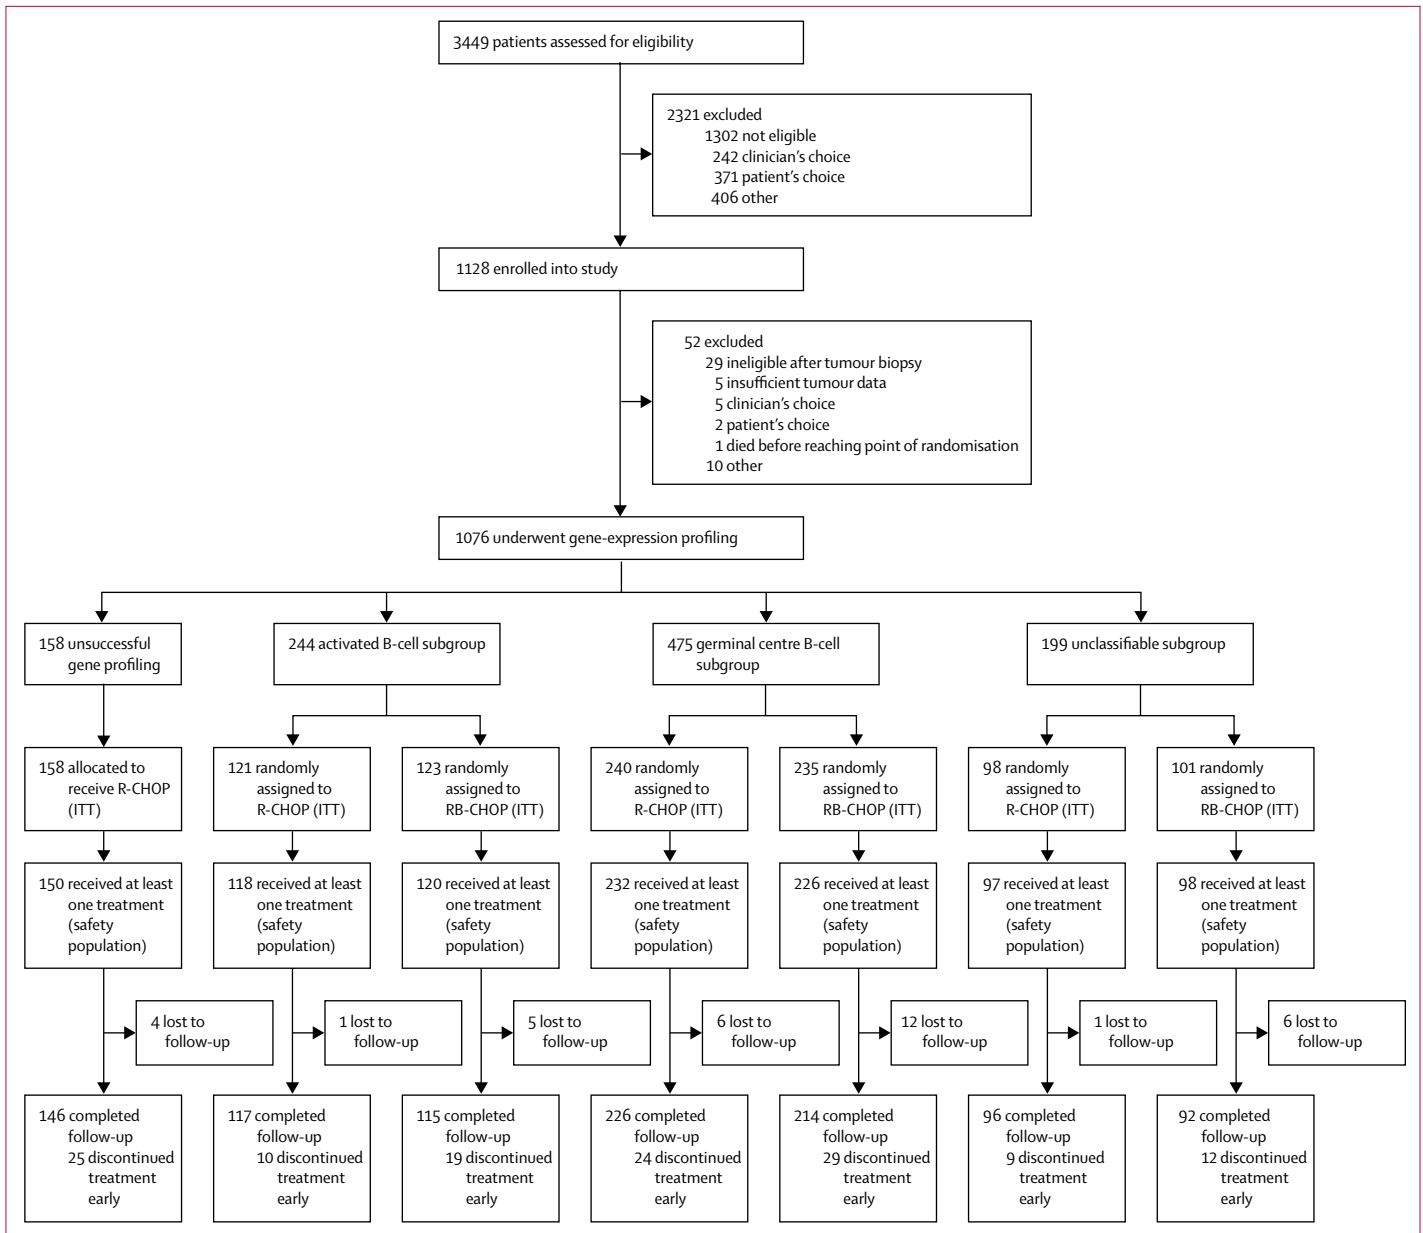 3449 patients assessed for eligibility
2321 excluded
1302 not eligible
242 clinician's choice
371 patient's choice
406 other
1128 enrolled into study
52 excluded
29 ineligible after tumour biopsy
5 insufficient tumour data
5 clinician's choice
2 patient's choice
1 died before reaching point of randomisation
10 other
1076 underwent gene-expression profiling
158 unsuccessful
gene profiling
244 activated B-cell subgroup
475 germinal centre B-cell
subgroup
199 unclassifiable subgroup
158 allocated to
receive R-CHOP
(ITT)
121 randomly
assigned to
R-CHOP (ITT)
123 randomly
assigned to
RB-CHOP (ITT)
240 randomly
assigned to
R-CHOP (ITT)
235 randomly
assigned to
RB-CHOP (ITT)
98 randomly
assigned to
R-CHOP (ITT)
101 randomly
assigned to
RB-CHOP (ITT)
150 received at least
one treatment
(safety
population)
118 received at least
one treatment
(safety
population)
120 received at least
one treatment
(safety
population)
232 received at least
one treatment
(safety
population)
226 received at least
one treatment
(safety
population)
97 received at least
one treatment
(safety
population)
98 received at least
one treatment
(safety
population)
4 lost to
follow-up
1 lost to
follow-up
5 lost to
follow-up
6 lost to
follow-up
12 lost to
follow-up
1 lost to
follow-up
6 lost to
follow-up
146 completed
follow-up
25 discontinued
treatment
early
117 completed
follow-up
10 discontinued
treatment
early
115 completed
follow-up
19 discontinued
treatment
early
226 completed
follow-up
24 discontinued
treatment
early
214 completed
follow-up
29 discontinued
treatment
early
96 completed
follow-up
9 discontinued
treatment
early
92 completed
follow-up
12 discontinued
treatment
early